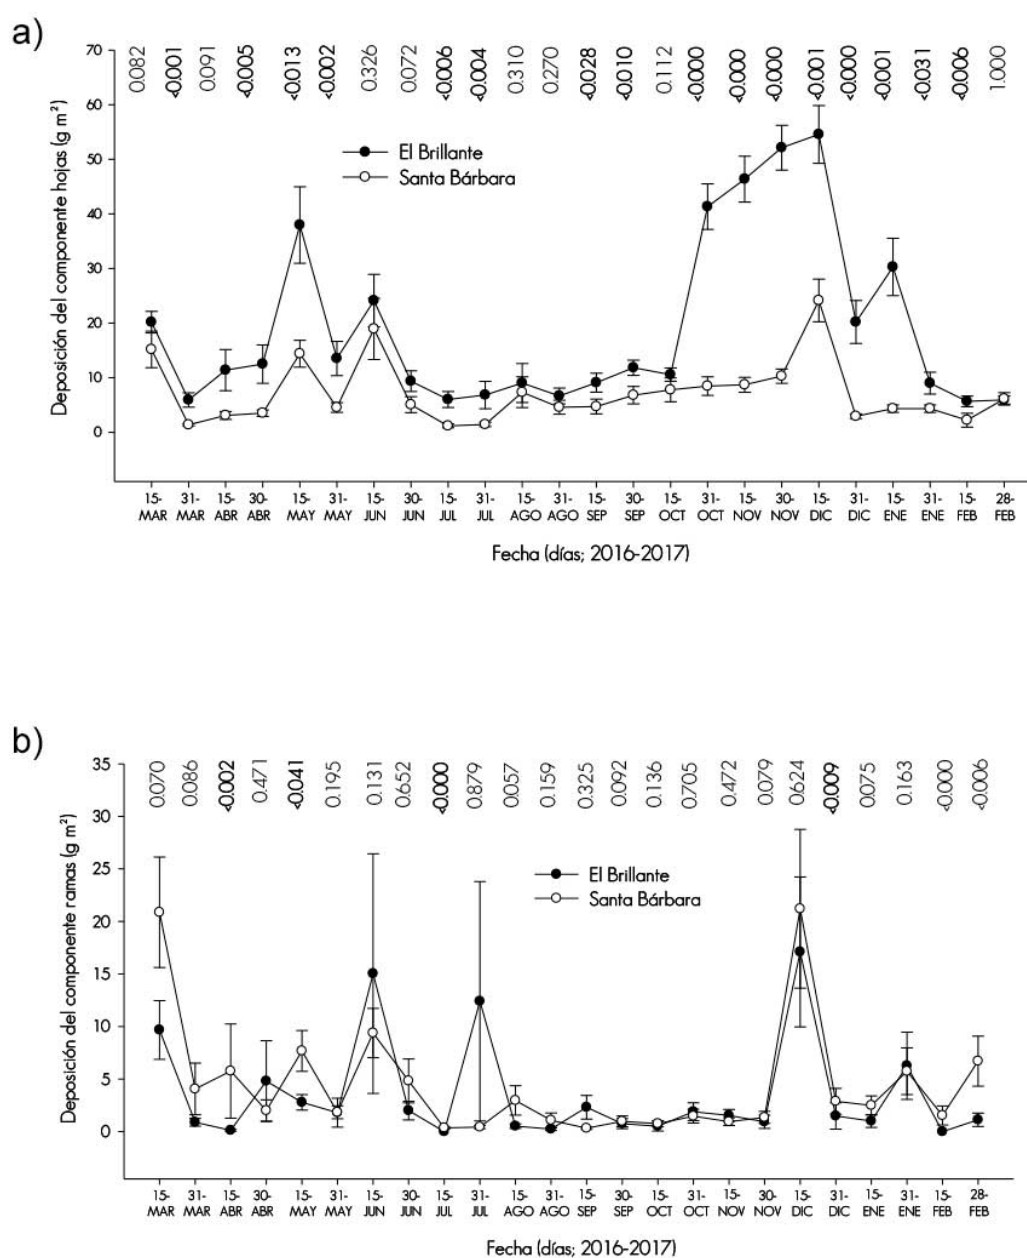 a)
70
60
50
40
30
20
10
0
Deposición del componente hojas (g m²)
0.082 <0.001 0.091 <0.005 <0.013 <0.002 0.326 0.072 <0.006 <0.004 0.310 0.270 <0.028 <0.010 0.112 <0.000 <0.000 <0.000 <0.001 <0.000 <0.001 <0.031 <0.006 1.000
El Brillante
Santa Bárbara
15- 31- 15- 30- 15- 31- 15- 30- 15- 31- 15- 31- 15- 30- 15- 31- 15- 30- 15- 31- 15- 31- 15- 28-
MAR MAR ABR ABR MAY MAY JUN JUN JUL JUL AGO AGO SEP SEP OCT OCT NOV NOV DIC DIC ENE ENE FEB FEB
Fecha (días; 2016-2017)
b)
35
30
25
20
15
10
5
0
Deposición del componente ramas (g m²)
0.070 0.086 <0.002 0.471 <0.041 0.195 0.131 0.652 <0.000 0.879 0.057 0.159 0.325 0.092 0.136 0.705 0.472 0.079 0.624 <0.009 0.075 0.163 <0.000 <0.006
El Brillante
Santa Bárbara
15- 31- 15- 30- 15- 31- 15- 30- 15- 31- 15- 31- 15- 30- 15- 31- 15- 30- 15- 31- 15- 31- 15- 28-
MAR MAR ABR ABR MAY MAY JUN JUN JUL JUL AGO AGO SEP SEP OCT OCT NOV NOV DIC DIC ENE ENE FEB FEB
Fecha (días; 2016-2017)